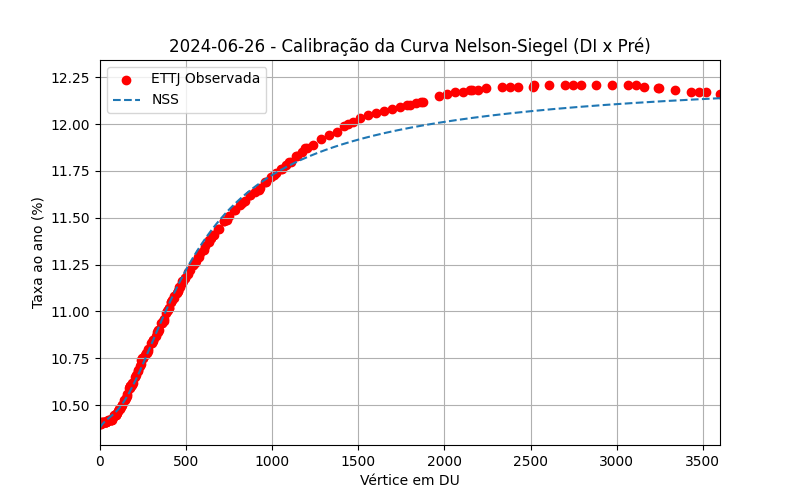 2024-06-26 - Calibração da Curva Nelson-Siegel (DI x Pré)
ETTJ Observada
NSS
Taxa ao ano (%)
12.25
12.00
11.75
11.50
11.25
11.00
10.75
10.50
0 500 1000 1500 2000 2500 3000 3500
Vértice em DU